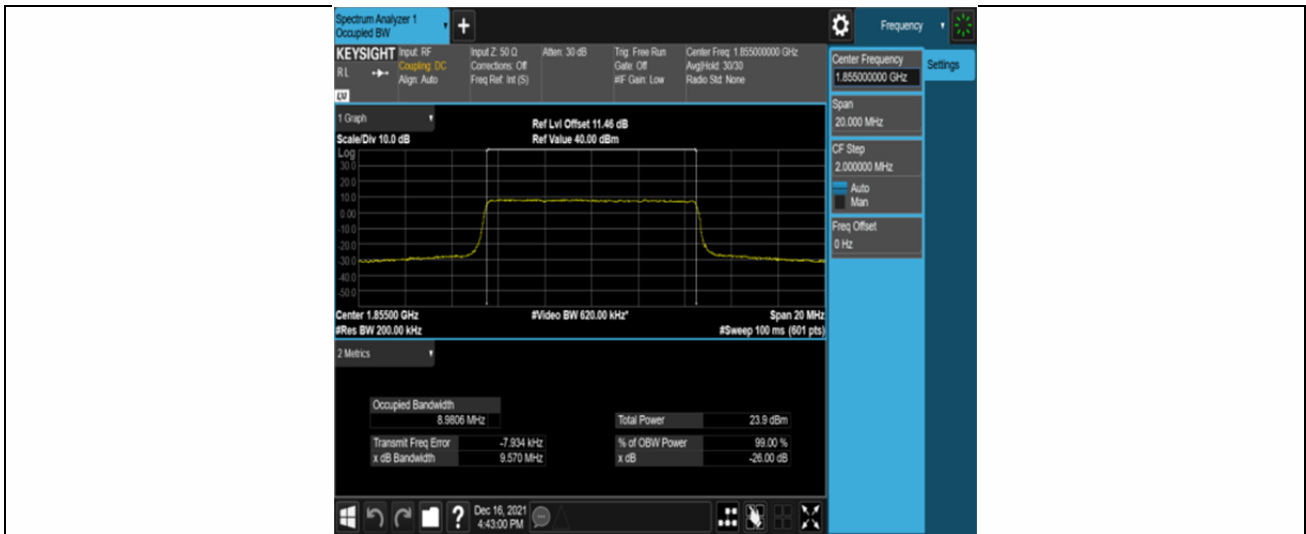 Spectrum Analyzer 1
Occupied BW
Frequency
KEYSIGHT
Input: RF
Coupling: DC
Align: Auto
Input Z: 50 Ω
Corrections: Off
Freq Ref: Int (S)
Atten: 30 dB
Trig: Free Run
Gate: Off
#IF Gain: Low
Center Freq: 1.855000000 GHz
Avg|Hold: 30/30
Radio Std: None
R L
Center Frequency
1.855000000 GHz
Settings
Span
20.000 MHz
CF Step
2.000000 MHz
Auto
Man
Freq Offset
0 Hz
1 Graph
Scale/Div 10.0 dB
Ref Lvl Offset 11.46 dB
Ref Value 40.00 dBm
Log
30.0
20.0
10.0
0.00
-10.0
-20.0
-30.0
-40.0
-50.0
Center 1.85500 GHz
#Res BW 200.00 kHz
#Video BW 620.00 kHz*
Span 20 MHz
#Sweep 100 ms (601 pts)
2 Metrics
Occupied Bandwidth
8.9806 MHz
Total Power 23.9 dBm
Transmit Freq Error -7.934 kHz
% of OBW Power 99.00 %
x dB Bandwidth 9.570 MHz
x dB -26.00 dB
?
Dec 16, 2021
4:43:00 PM